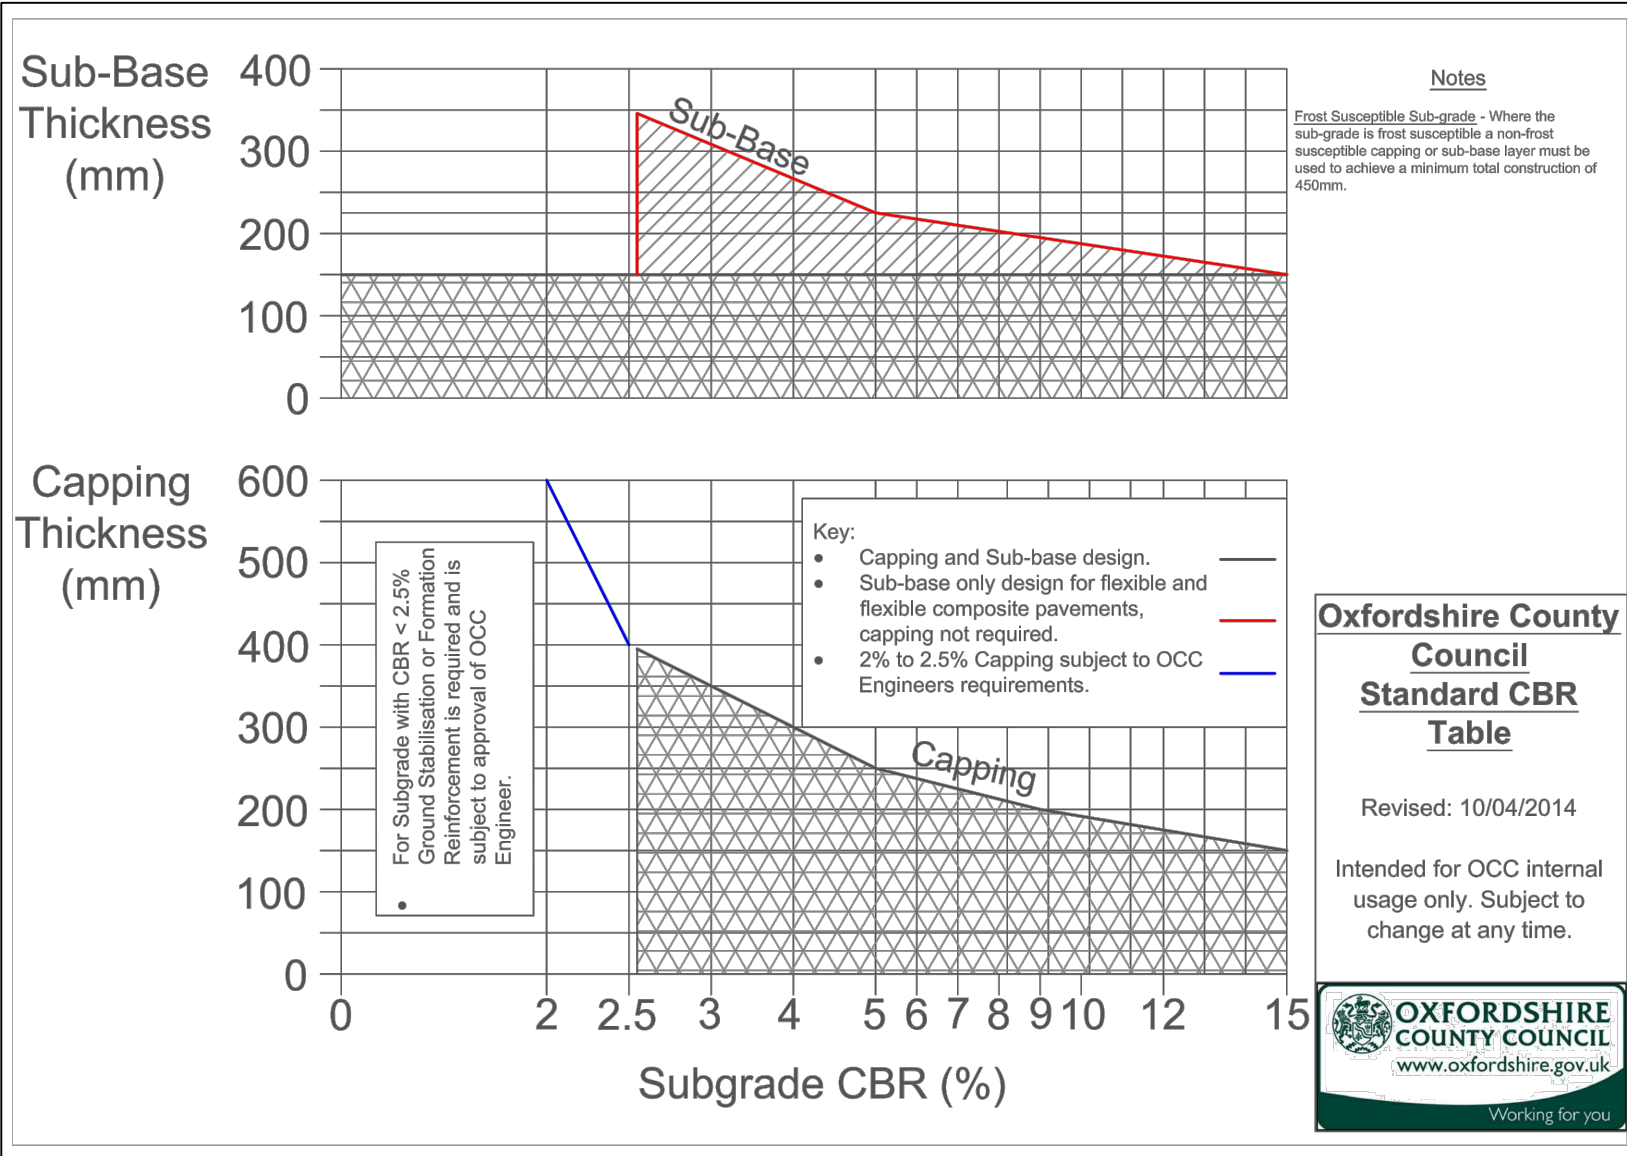 Sub-Base
Thickness
(mm)
400
300
200
100
0
Sub-Base
Notes
Frost Susceptible Sub-grade - Where the
sub-grade is frost susceptible a non-frost
susceptible capping or sub-base layer must be
used to achieve a minimum total construction of
450mm.
Capping
Thickness
(mm)
600
500
400
300
200
100
0
• For Subgrade with CBR < 2.5%
Ground Stabilisation or Formation
Reinforcement is required and is
subject to approval of OCC
Engineer.
Key:
• Capping and Sub-base design.
• Sub-base only design for flexible and
flexible composite pavements,
capping not required.
• 2% to 2.5% Capping subject to OCC
Engineers requirements.
Capping
0 2 2.5 3 4 5 6 7 8 9 10 12 15
Subgrade CBR (%)
Oxfordshire County
Council
Standard CBR
Table
Revised: 10/04/2014
Intended for OCC internal
usage only. Subject to
change at any time.
OXFORDSHIRE
COUNTY COUNCIL
www.oxfordshire.gov.uk
Working for you